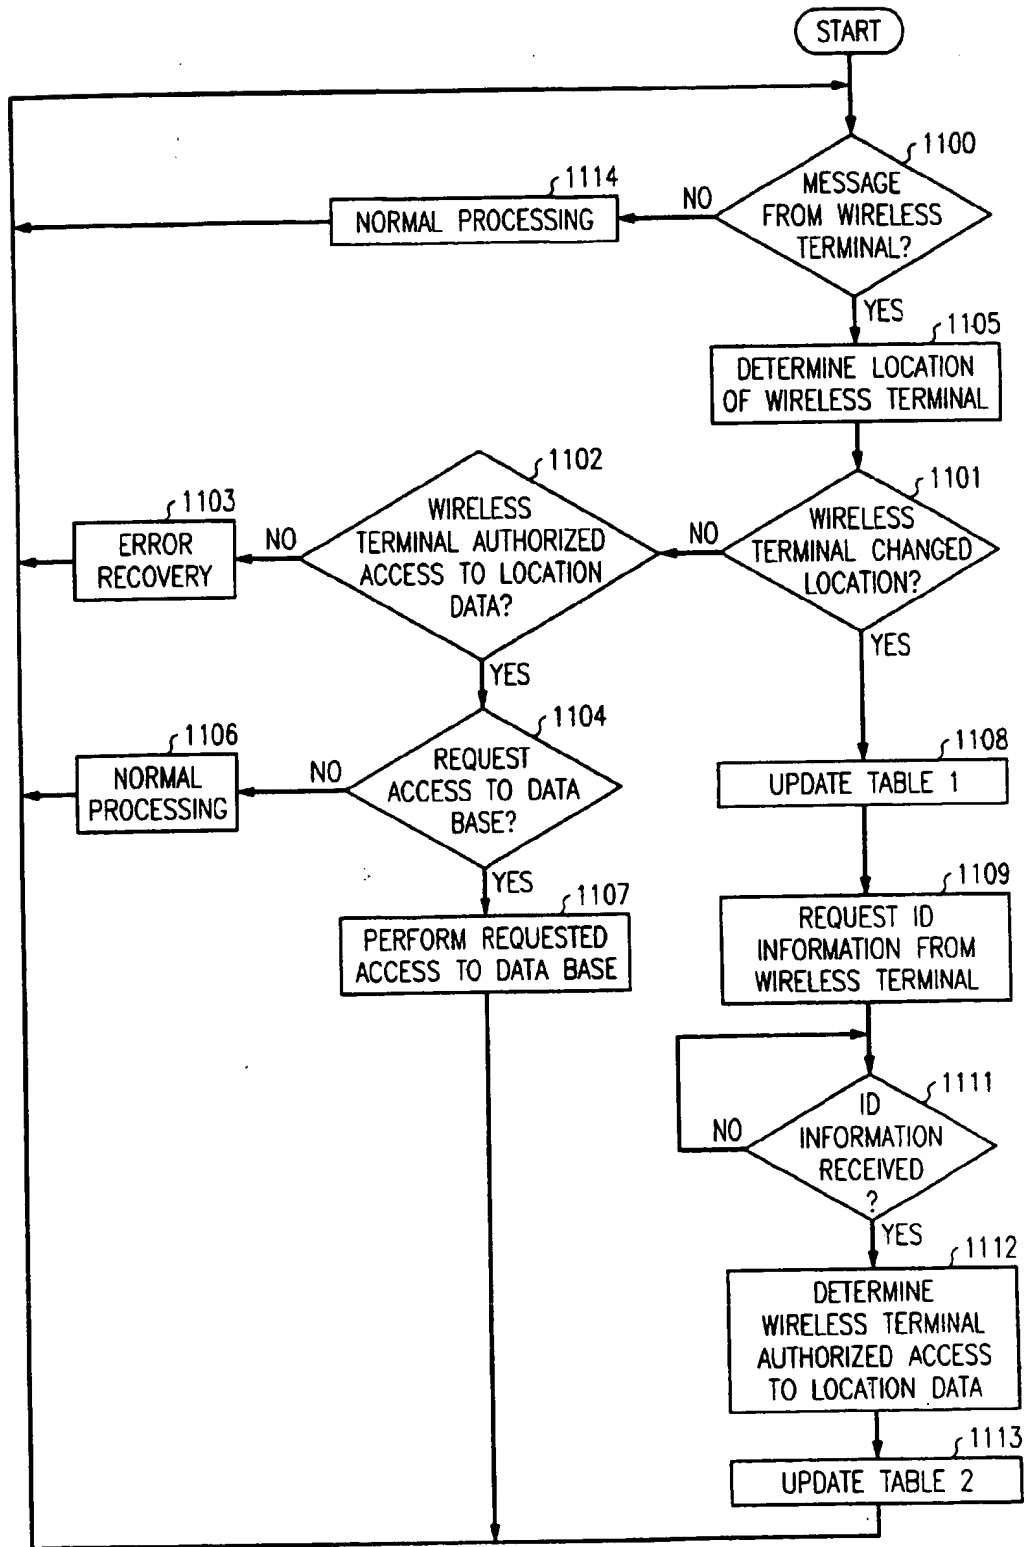 START
1100
MESSAGE
FROM WIRELESS
TERMINAL?
NO
1114
NORMAL PROCESSING
YES
1105
DETERMINE LOCATION
OF WIRELESS TERMINAL
1101
WIRELESS
TERMINAL CHANGED
LOCATION?
NO
1102
WIRELESS
TERMINAL AUTHORIZED
ACCESS TO LOCATION
DATA?
NO
1103
ERROR
RECOVERY
YES
YES
1104
REQUEST
ACCESS TO DATA
BASE?
NO
1106
NORMAL
PROCESSING
YES
1107
PERFORM REQUESTED
ACCESS TO DATA BASE
1108
UPDATE TABLE 1
1109
REQUEST ID
INFORMATION FROM
WIRELESS TERMINAL
1111
ID
INFORMATION
RECEIVED
?
NO
YES
1112
DETERMINE
WIRELESS TERMINAL
AUTHORIZED ACCESS
TO LOCATION DATA
1113
UPDATE TABLE 2